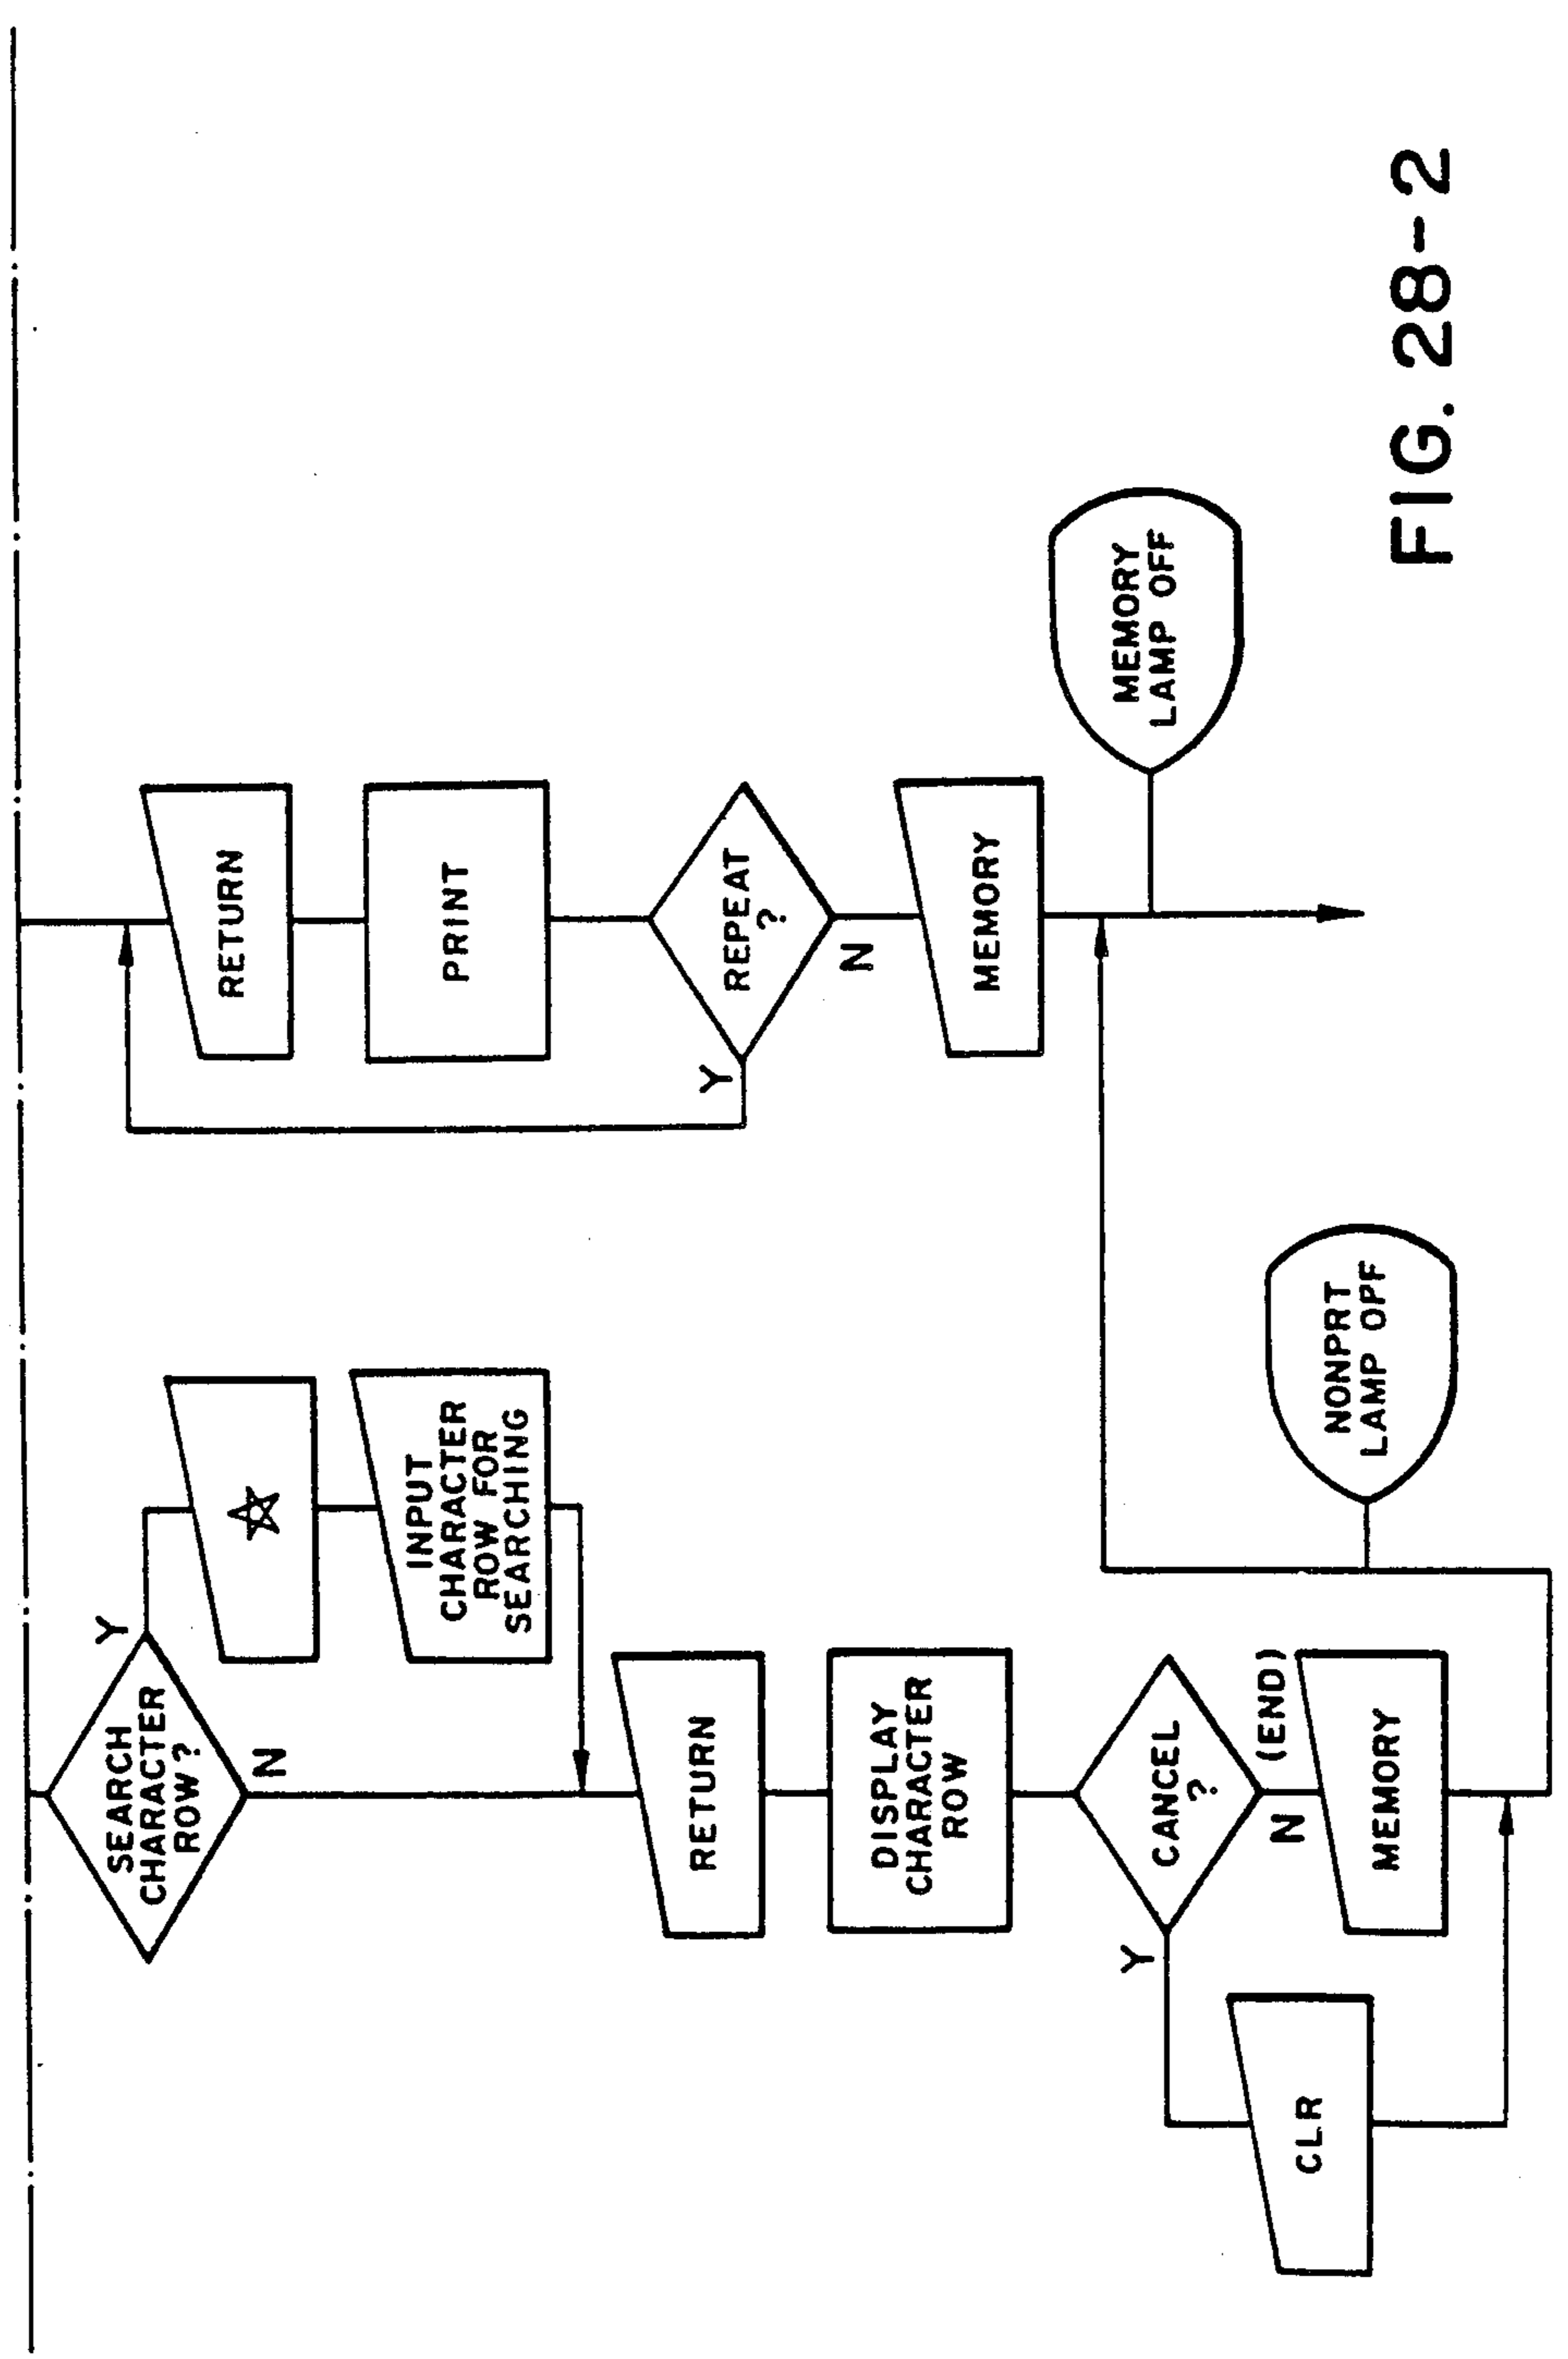 SEARCH
CHARACTER
ROW?
Y
N
☆
INPUT
CHARACTER
ROW FOR
SEARCHING
RETURN
DISPLAY
CHARACTER
ROW
CANCEL
?
Y
N
(END)
CLR
MEMORY
NONPRT
LAMP OFF
RETURN
PRINT
REPEAT
?
Y
N
MEMORY
MEMORY
LAMP OFF
FIG. 28-2